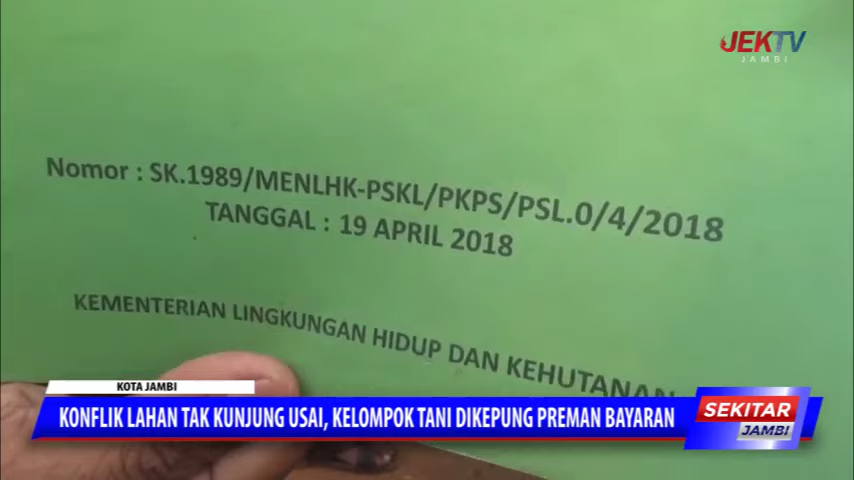 JEKTV
JAMBI
Nomor : SK.1989/MENLHK-PSKL/PKPS/PSL.0/4/2018
TANGGAL : 19 APRIL 2018
KEMENTERIAN LINGKUNGAN HIDUP DAN KEHUTANAN
KOTA JAMBI
KONFLIK LAHAN TAK KUNJUNG USAI, KELOMPOK TANI DIKEPUNG PREMAN BAYARAN
SEKITAR
JAMBI